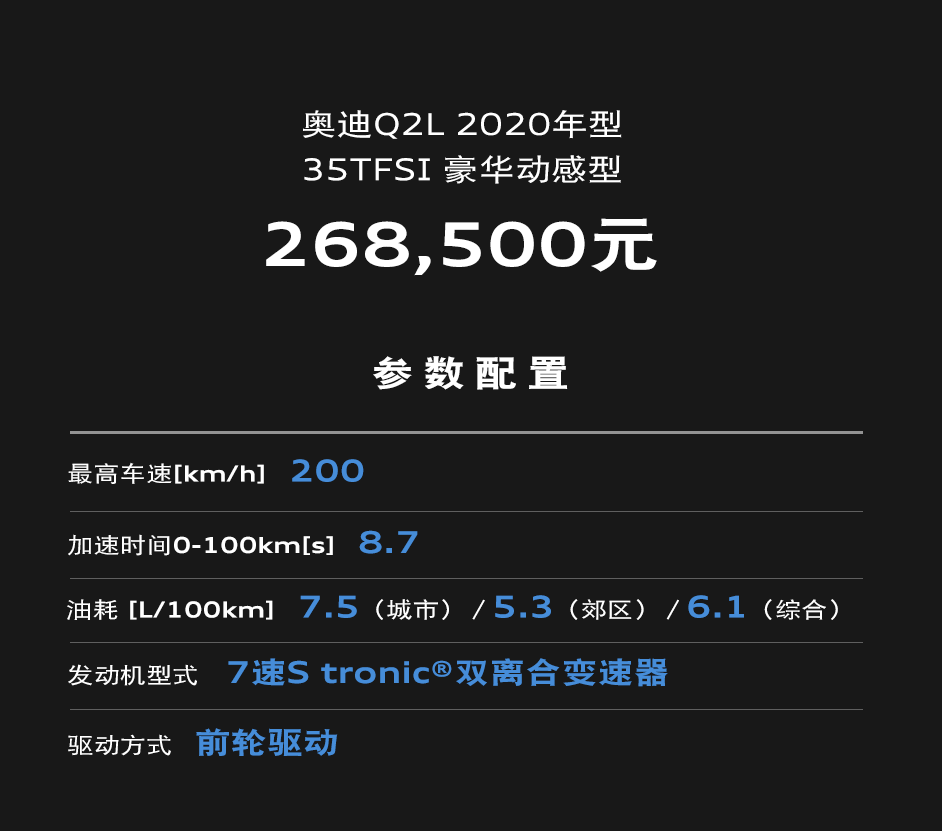 奥迪Q2L 2020年型
35TFSI 豪华动感型
268,500元
参数配置
最高车速[km/h] 200
加速时间0-100km[s] 8.7
油耗 [L/100km] 7.5（城市）/ 5.3（郊区）/ 6.1（综合）
发动机型式 7速S tronic®双离合变速器
驱动方式 前轮驱动